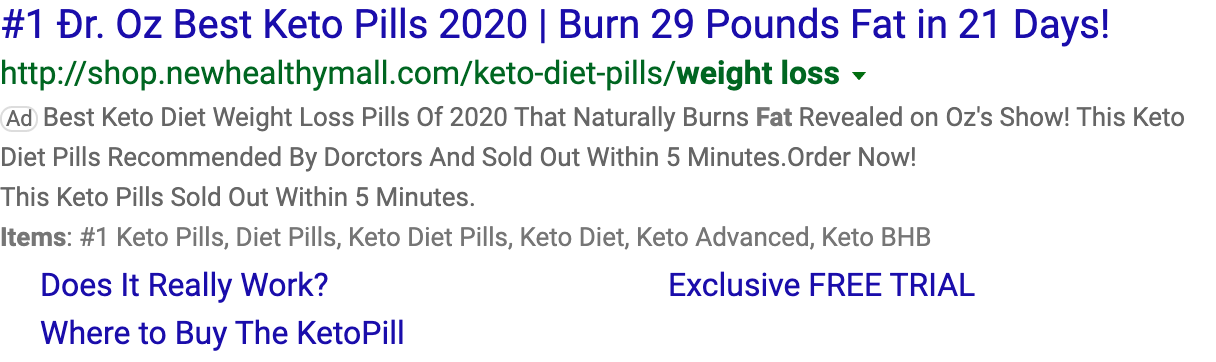 #1 Ðr. Oz Best Keto Pills 2020 | Burn 29 Pounds Fat in 21 Days!
http://shop.newhealthymall.com/keto-diet-pills/weight loss
Ad Best Keto Diet Weight Loss Pills Of 2020 That Naturally Burns Fat Revealed on Oz's Show! This Keto
Diet Pills Recommended By Dorctors And Sold Out Within 5 Minutes.Order Now!
This Keto Pills Sold Out Within 5 Minutes.
Items: #1 Keto Pills, Diet Pills, Keto Diet Pills, Keto Diet, Keto Advanced, Keto BHB
Does It Really Work? Exclusive FREE TRIAL
Where to Buy The KetoPill